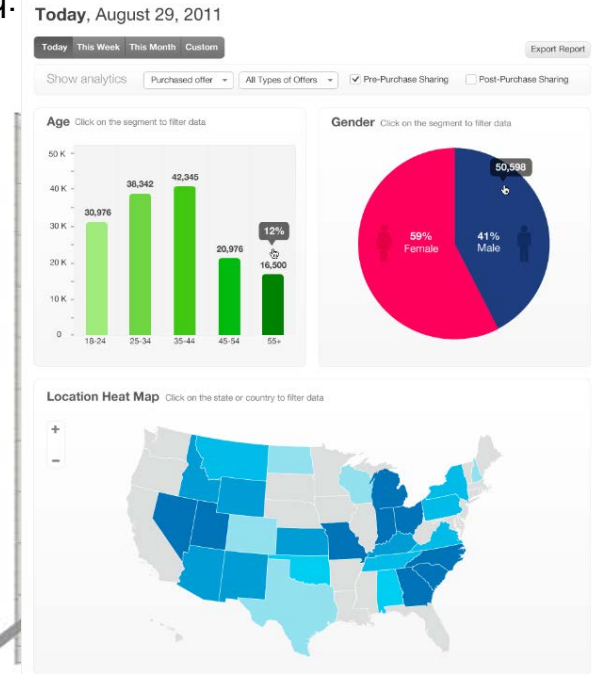 Today, August 29, 2011
Today This Week This Month Custom
Export Report
Show analytics Purchased offer All Types of Offers Pre-Purchase Sharing Post-Purchase Sharing
Age Click on the segment to filter data
50 K
40 K
30 K
20 K
10 K
0
30,976
38,342
42,345
20,976
12%
16,500
18-24 25-34 35-44 45-54 55+
Gender Click on the segment to filter data
50,598
59%
Female
41%
Male
Location Heat Map Click on the state or country to filter data
+
–